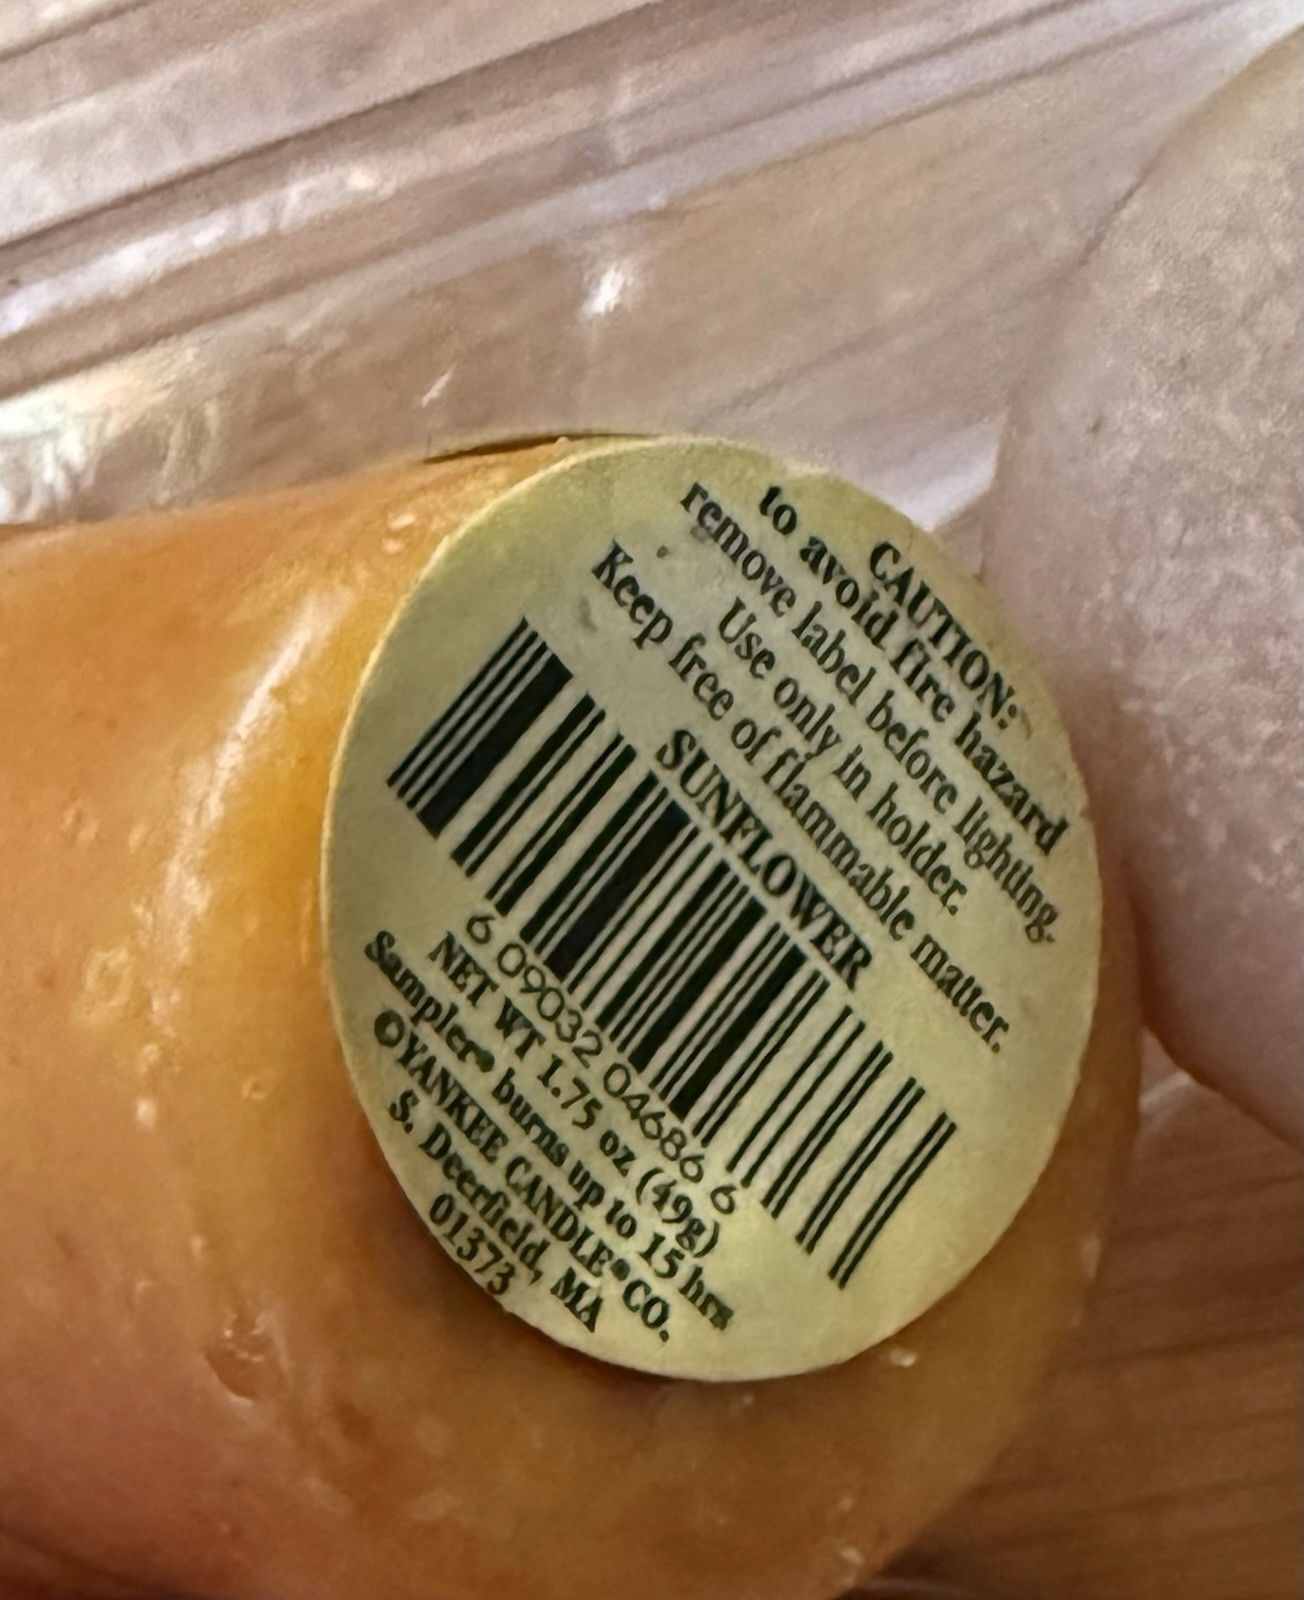 CAUTION:
to avoid fire hazard
remove label before lighting.
Use only in holder.
Keep free of flammable matter.
SUNFLOWER
6 09032 04686 6
NET WT 1.75 oz (49g)
Sampler® burns up to 15 hrs
©YANKEE CANDLE® CO.
S. Deerfield, MA
01373